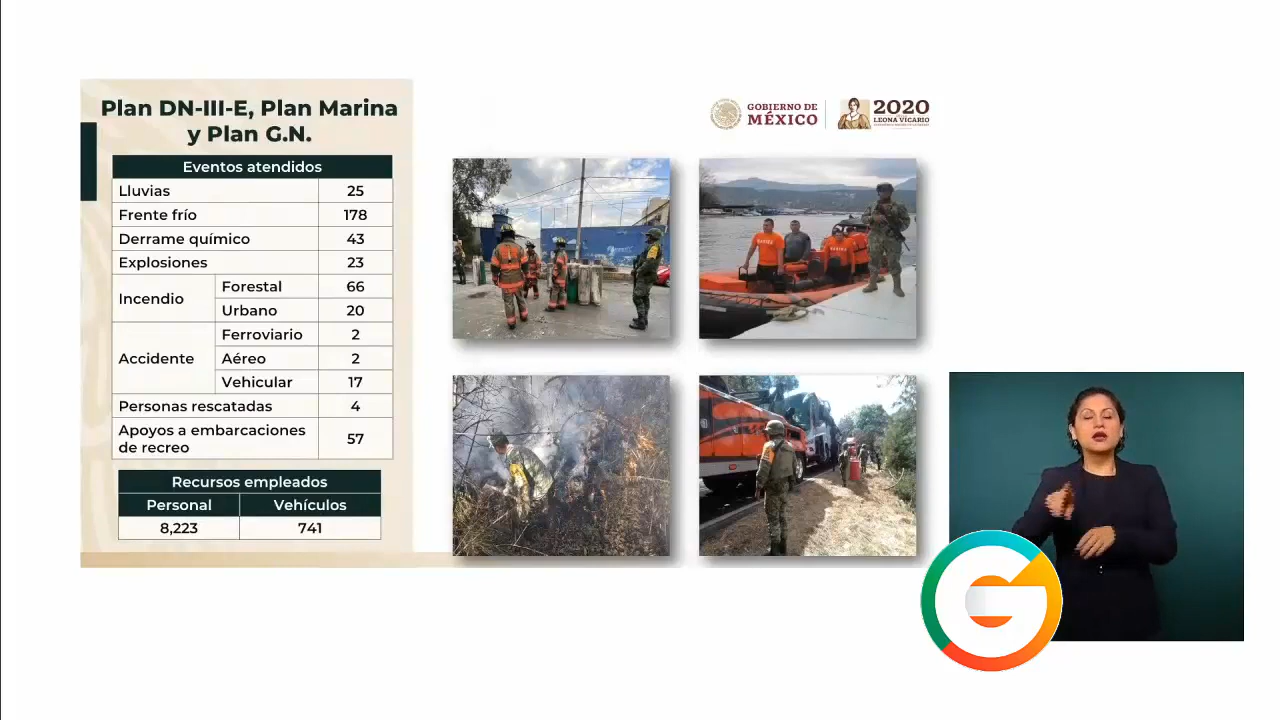 Plan DN-III-E, Plan Marina
y Plan G.N.
Eventos atendidos
Lluvias 25
Frente frío 178
Derrame químico 43
Explosiones 23
Incendio Forestal 66
Urbano 20
Accidente Ferroviario 2
Aéreo 2
Vehicular 17
Personas rescatadas 4
Apoyos a embarcaciones
de recreo 57
Recursos empleados
Personal Vehículos
8,223 741
GOBIERNO DE
MÉXICO
2020
LEONA VICARIO
MARINA
G